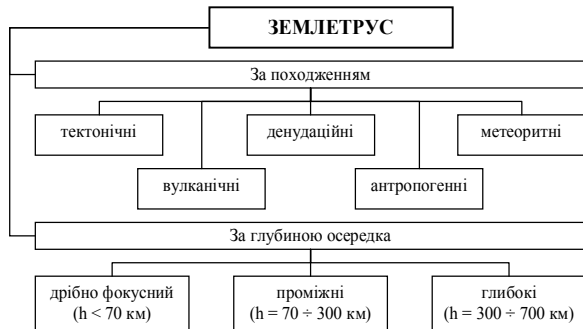 ЗЕМЛЕТРУС
За походженням
тектонічні денудаційні метеоритні
вулканічні антропогенні
За глубиною осередка
дрібно фокусний проміжні глибокі
(h < 70 км) (h = 70 ÷ 300 км) (h = 300 ÷ 700 км)